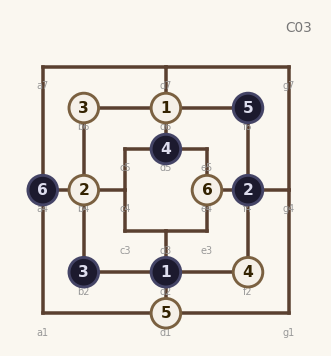 C03
a7 d7 g7
3 1 5
b6 d6 f6
4
c5 d5 e5
6 2 6 2
a4 b4 c4 e4 f4 g4
c3 d3 e3
3 1 4
b2 d2 f2
5
a1 d1 g1